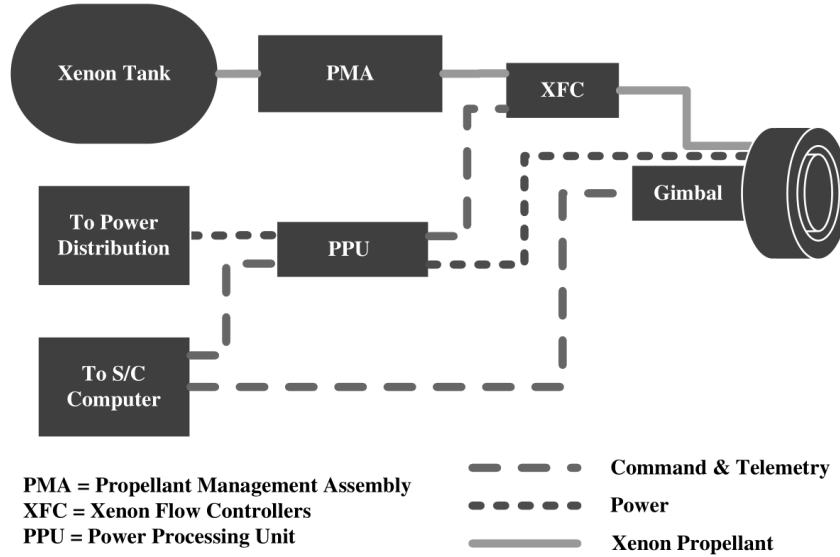 Xenon Tank
PMA
XFC
Gimbal
To Power
Distribution
PPU
To S/C
Computer
PMA = Propellant Management Assembly
XFC = Xenon Flow Controllers
PPU = Power Processing Unit
Command & Telemetry
Power
Xenon Propellant